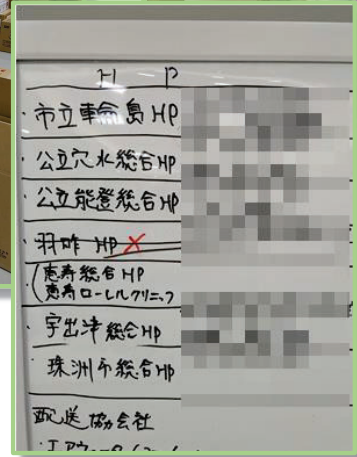 H P
・市立輪島HP
・公立穴水総合HP
・公立能登総合HP
・羽咋HP ×
・(恵寿総合HP
恵寿ローレルクリニック
・宇出津総合HP
・珠洲市総合HP
配送協会社